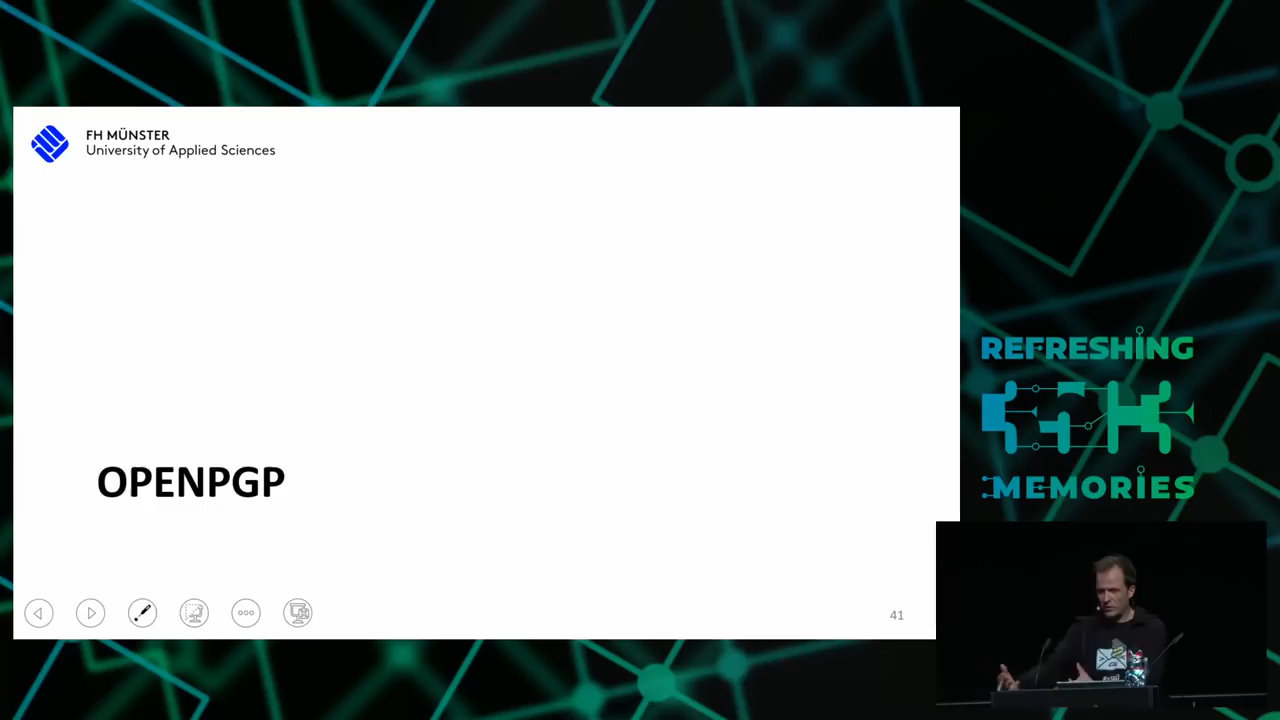 FH MÜNSTER
University of Applied Sciences
OPENPGP
41
REFRESHING
MEMORIES